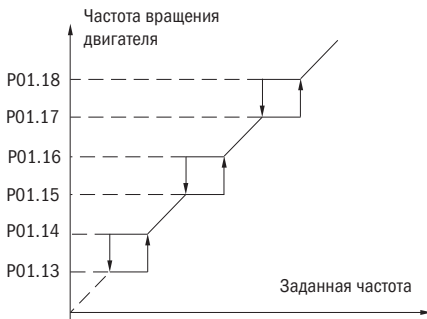 Частота вращения
двигателя
P01.18
P01.17
P01.16
P01.15
P01.14
P01.13
Заданная частота